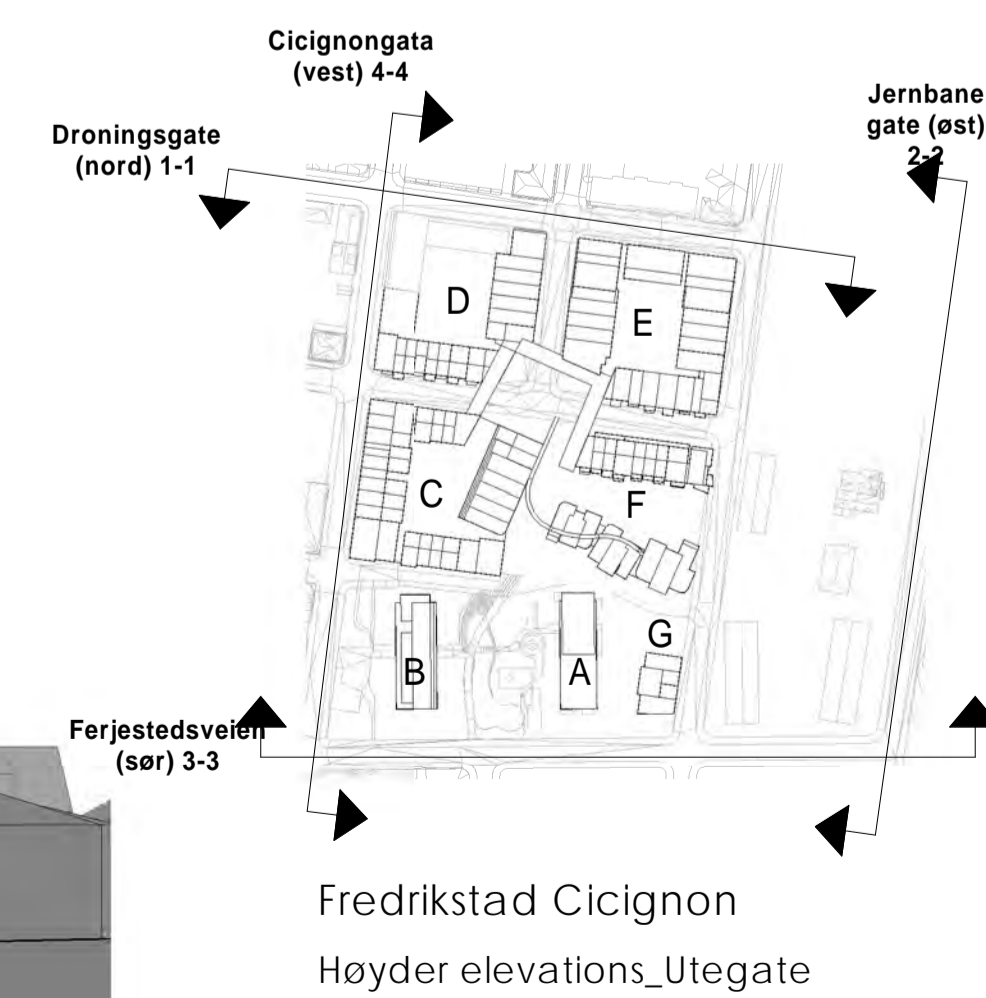 Cicignongata
(vest) 4-4
Jernbane
gate (øst)
2-2
Droningsgate
(nord) 1-1
D
E
C
F
G
B
A
Ferjestedsveien
(sør) 3-3
Fredrikstad Cicignon
Høyder elevations_Utegate